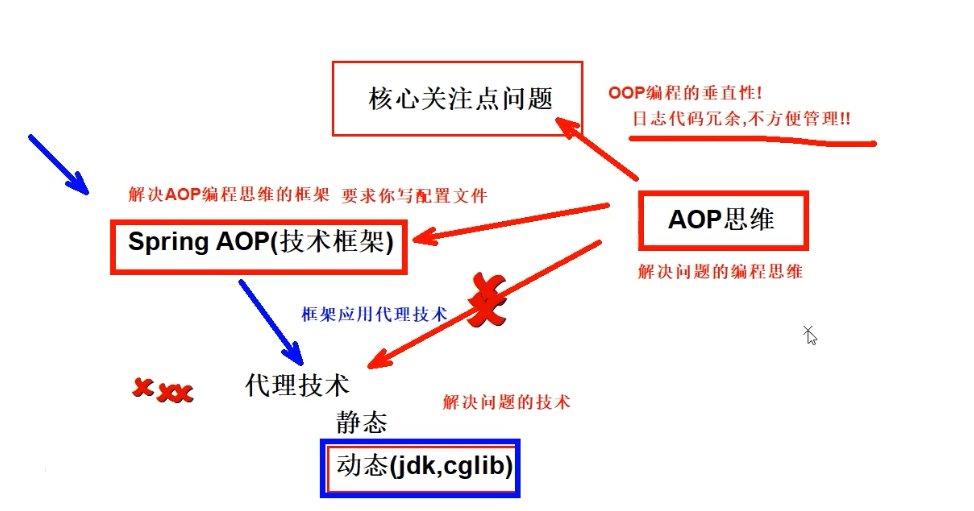 核心关注点问题
OOP编程的垂直性!
日志代码冗余,不方便管理!!
解决AOP编程思维的框架 要求你写配置文件
Spring AOP(技术框架)
AOP思维
解决问题的编程思维
框架应用代理技术
代理技术
解决问题的技术
静态
动态(jdk,cglib)